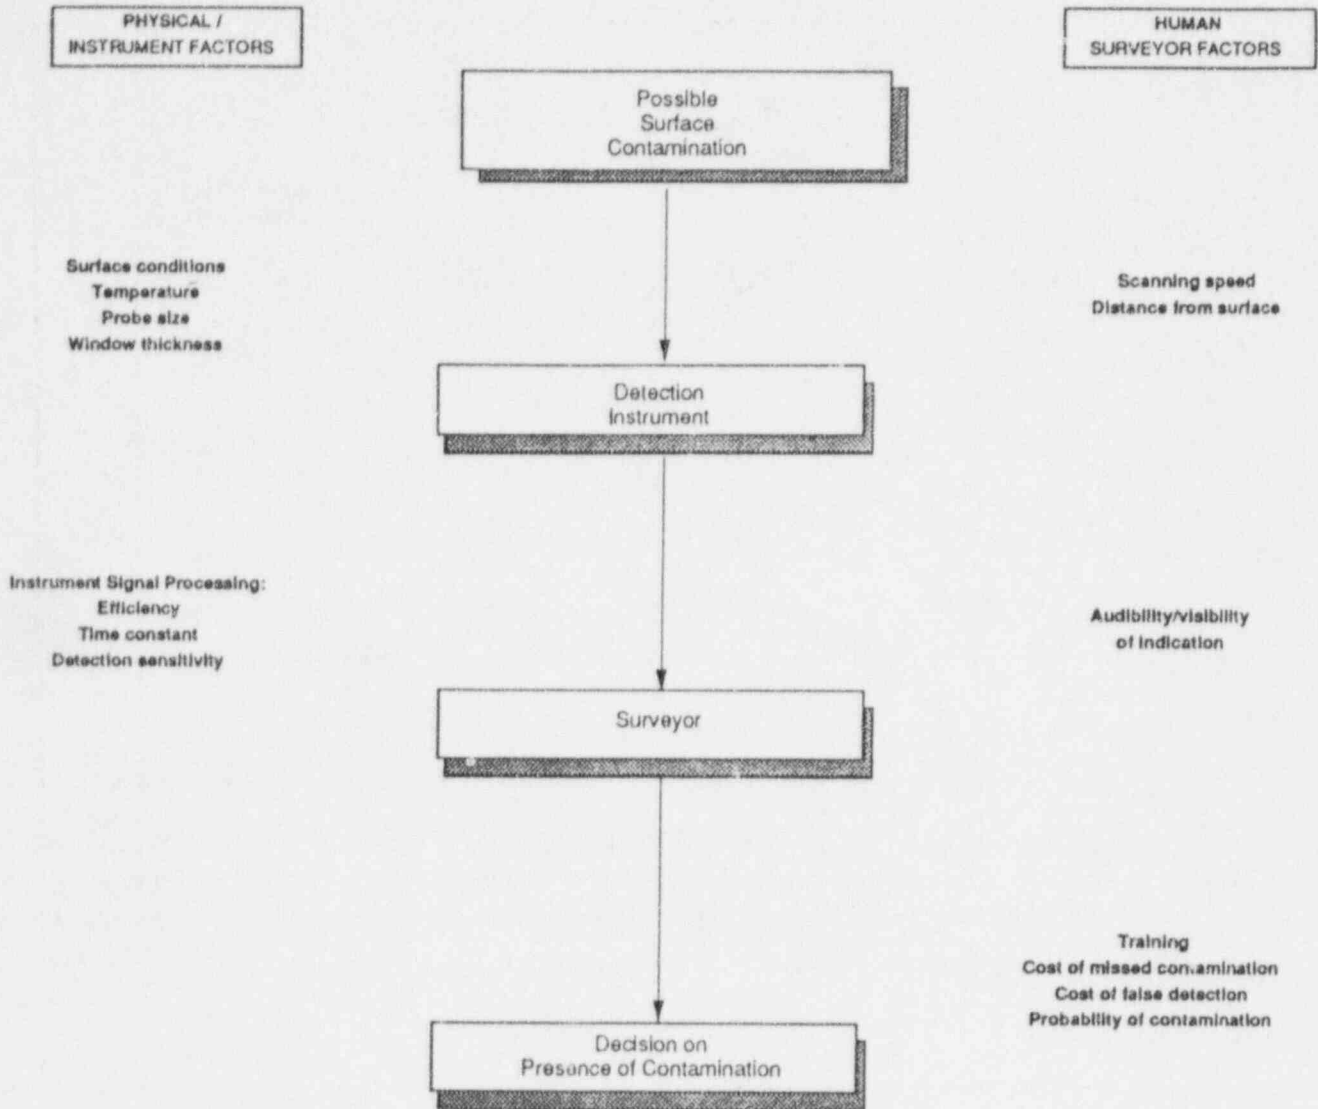 PHYSICAL /
INSTRUMENT FACTORS
HUMAN
SURVEYOR FACTORS
Possible
Surface
Contamination
Surface conditions
Temperature
Probe size
Window thickness
Scanning speed
Distance from surface
Detection
Instrument
Instrument Signal Processing:
Efficiency
Time constant
Detection sensitivity
Audibility/visibility
of indication
Surveyor
Training
Cost of missed contamination
Cost of false detection
Probability of contamination
Decision on
Presence of Contamination